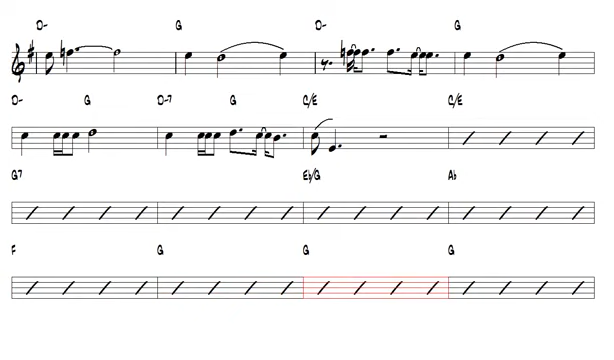 D- G D- G
D- G D-7 G C/E C/E
G7 E♭/G A♭
F G G G